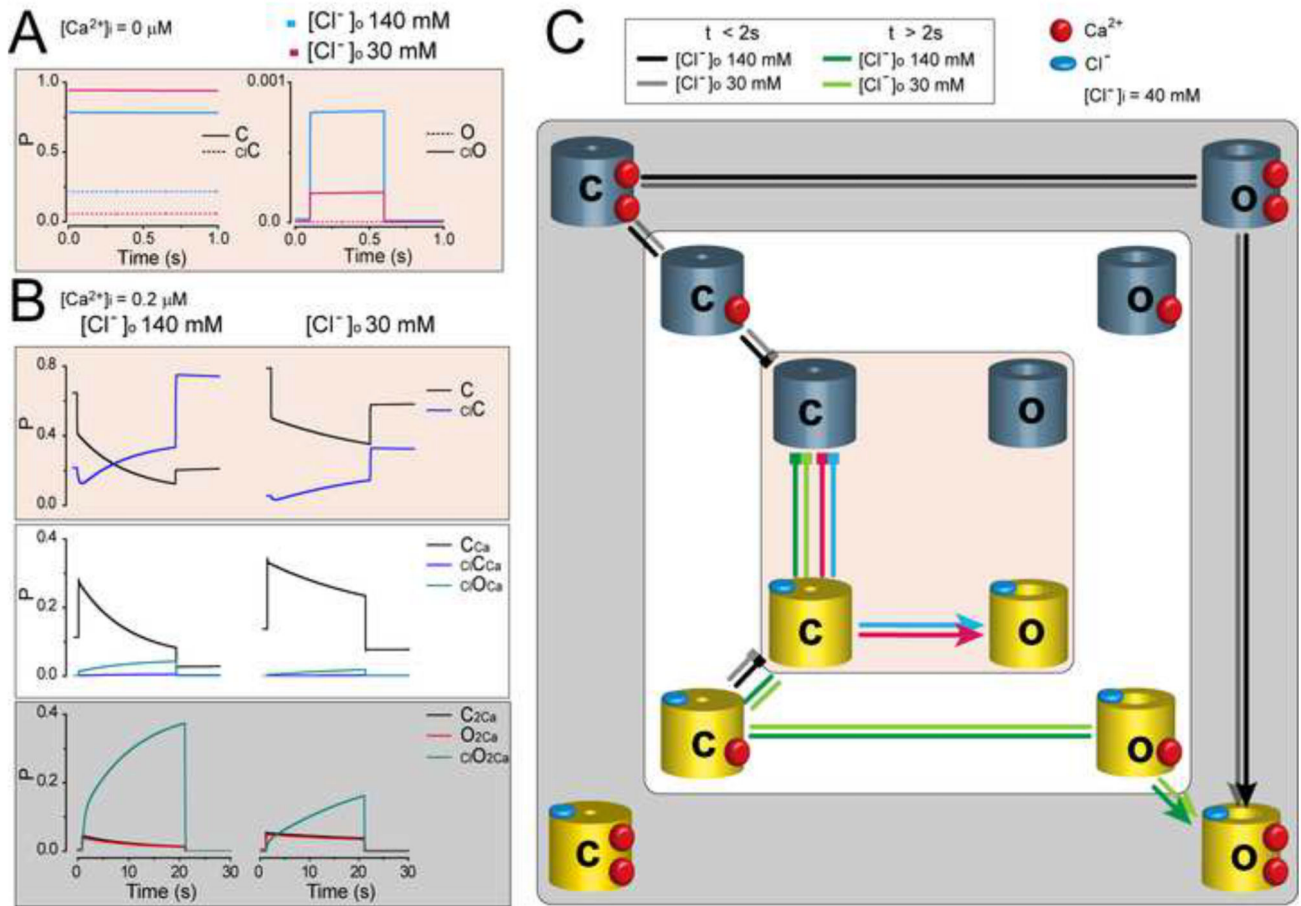 A
[Ca²⁺]i = 0 µM
[Cl⁻]o 140 mM
[Cl⁻]o 30 mM
P
1.0
0.5
0.0
C
ClC
0.0 0.5 1.0
Time (s)
0.001
0.0
O
ClO
0.0 0.5 1.0
Time (s)
B
[Ca²⁺]i = 0.2 µM
[Cl⁻]o 140 mM
[Cl⁻]o 30 mM
P
0.8
0.4
0.0
C
ClC
P
0.4
0.2
0.0
CCa
ClCCa
ClOCa
P
0.4
0.2
0.0
C2Ca
O2Ca
ClO2Ca
0 10 20 30
Time (s)
0 10 20 30
Time (s)
C
t < 2s
t > 2s
[Cl⁻]o 140 mM
[Cl⁻]o 30 mM
[Cl⁻]o 140 mM
[Cl⁻]o 30 mM
Ca²⁺
Cl⁻
[Cl⁻]i = 40 mM
C
O
C
O
C
O
C
O
C
O
C
O